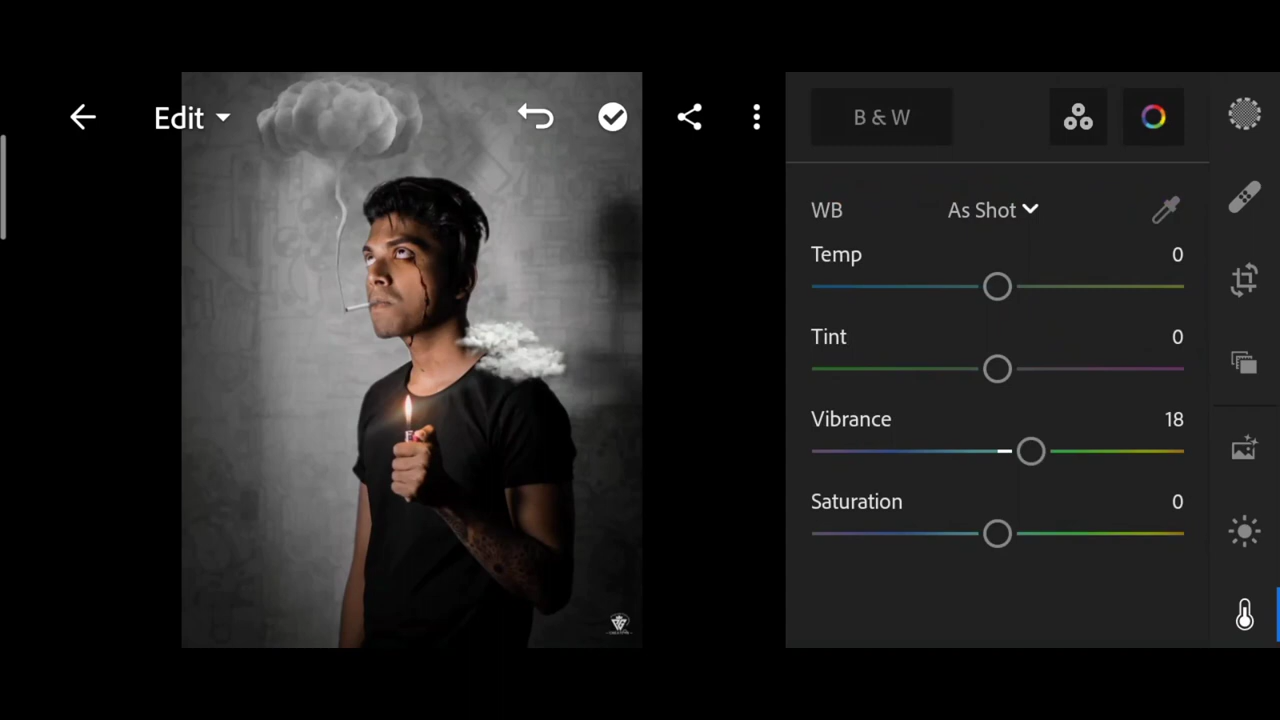 Edit
B & W
WB
As Shot
Temp
0
Tint
0
Vibrance
18
Saturation
0